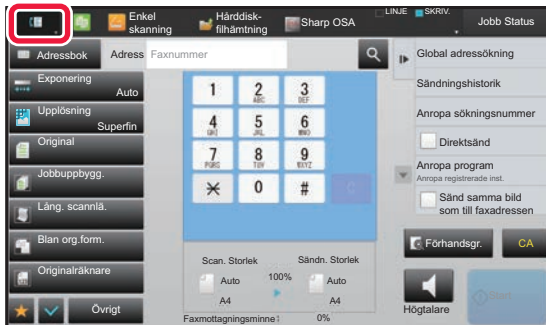 Enkel
skanning
Hårddisk-
filhämtning
Sharp OSA
LINJE
SKRIV.
Jobb Status
Adressbok
Adress
Faxnummer
Global adressökning
Exponering
Auto
Upplösning
Superfin
Original
Jobbuppbygg.
Lång. scannlä.
Blan org.form.
Originalräknare
Övrigt
1
2
ABC
3
DEF
4
GHI
5
JKL
6
MNO
7
PQRS
8
TUV
9
WXYZ
0
#
C
Scan. Storlek
Sändn. Storlek
Auto
100%
Auto
A4
A4
Faxmottagningsminne:
0%
Sändningshistorik
Anropa sökningsnummer
Direktsänd
Anropa program
Anropa registrerade inst.
Sänd samma bild
som till faxadressen
Förhandsgr.
CA
Högtalare
Start